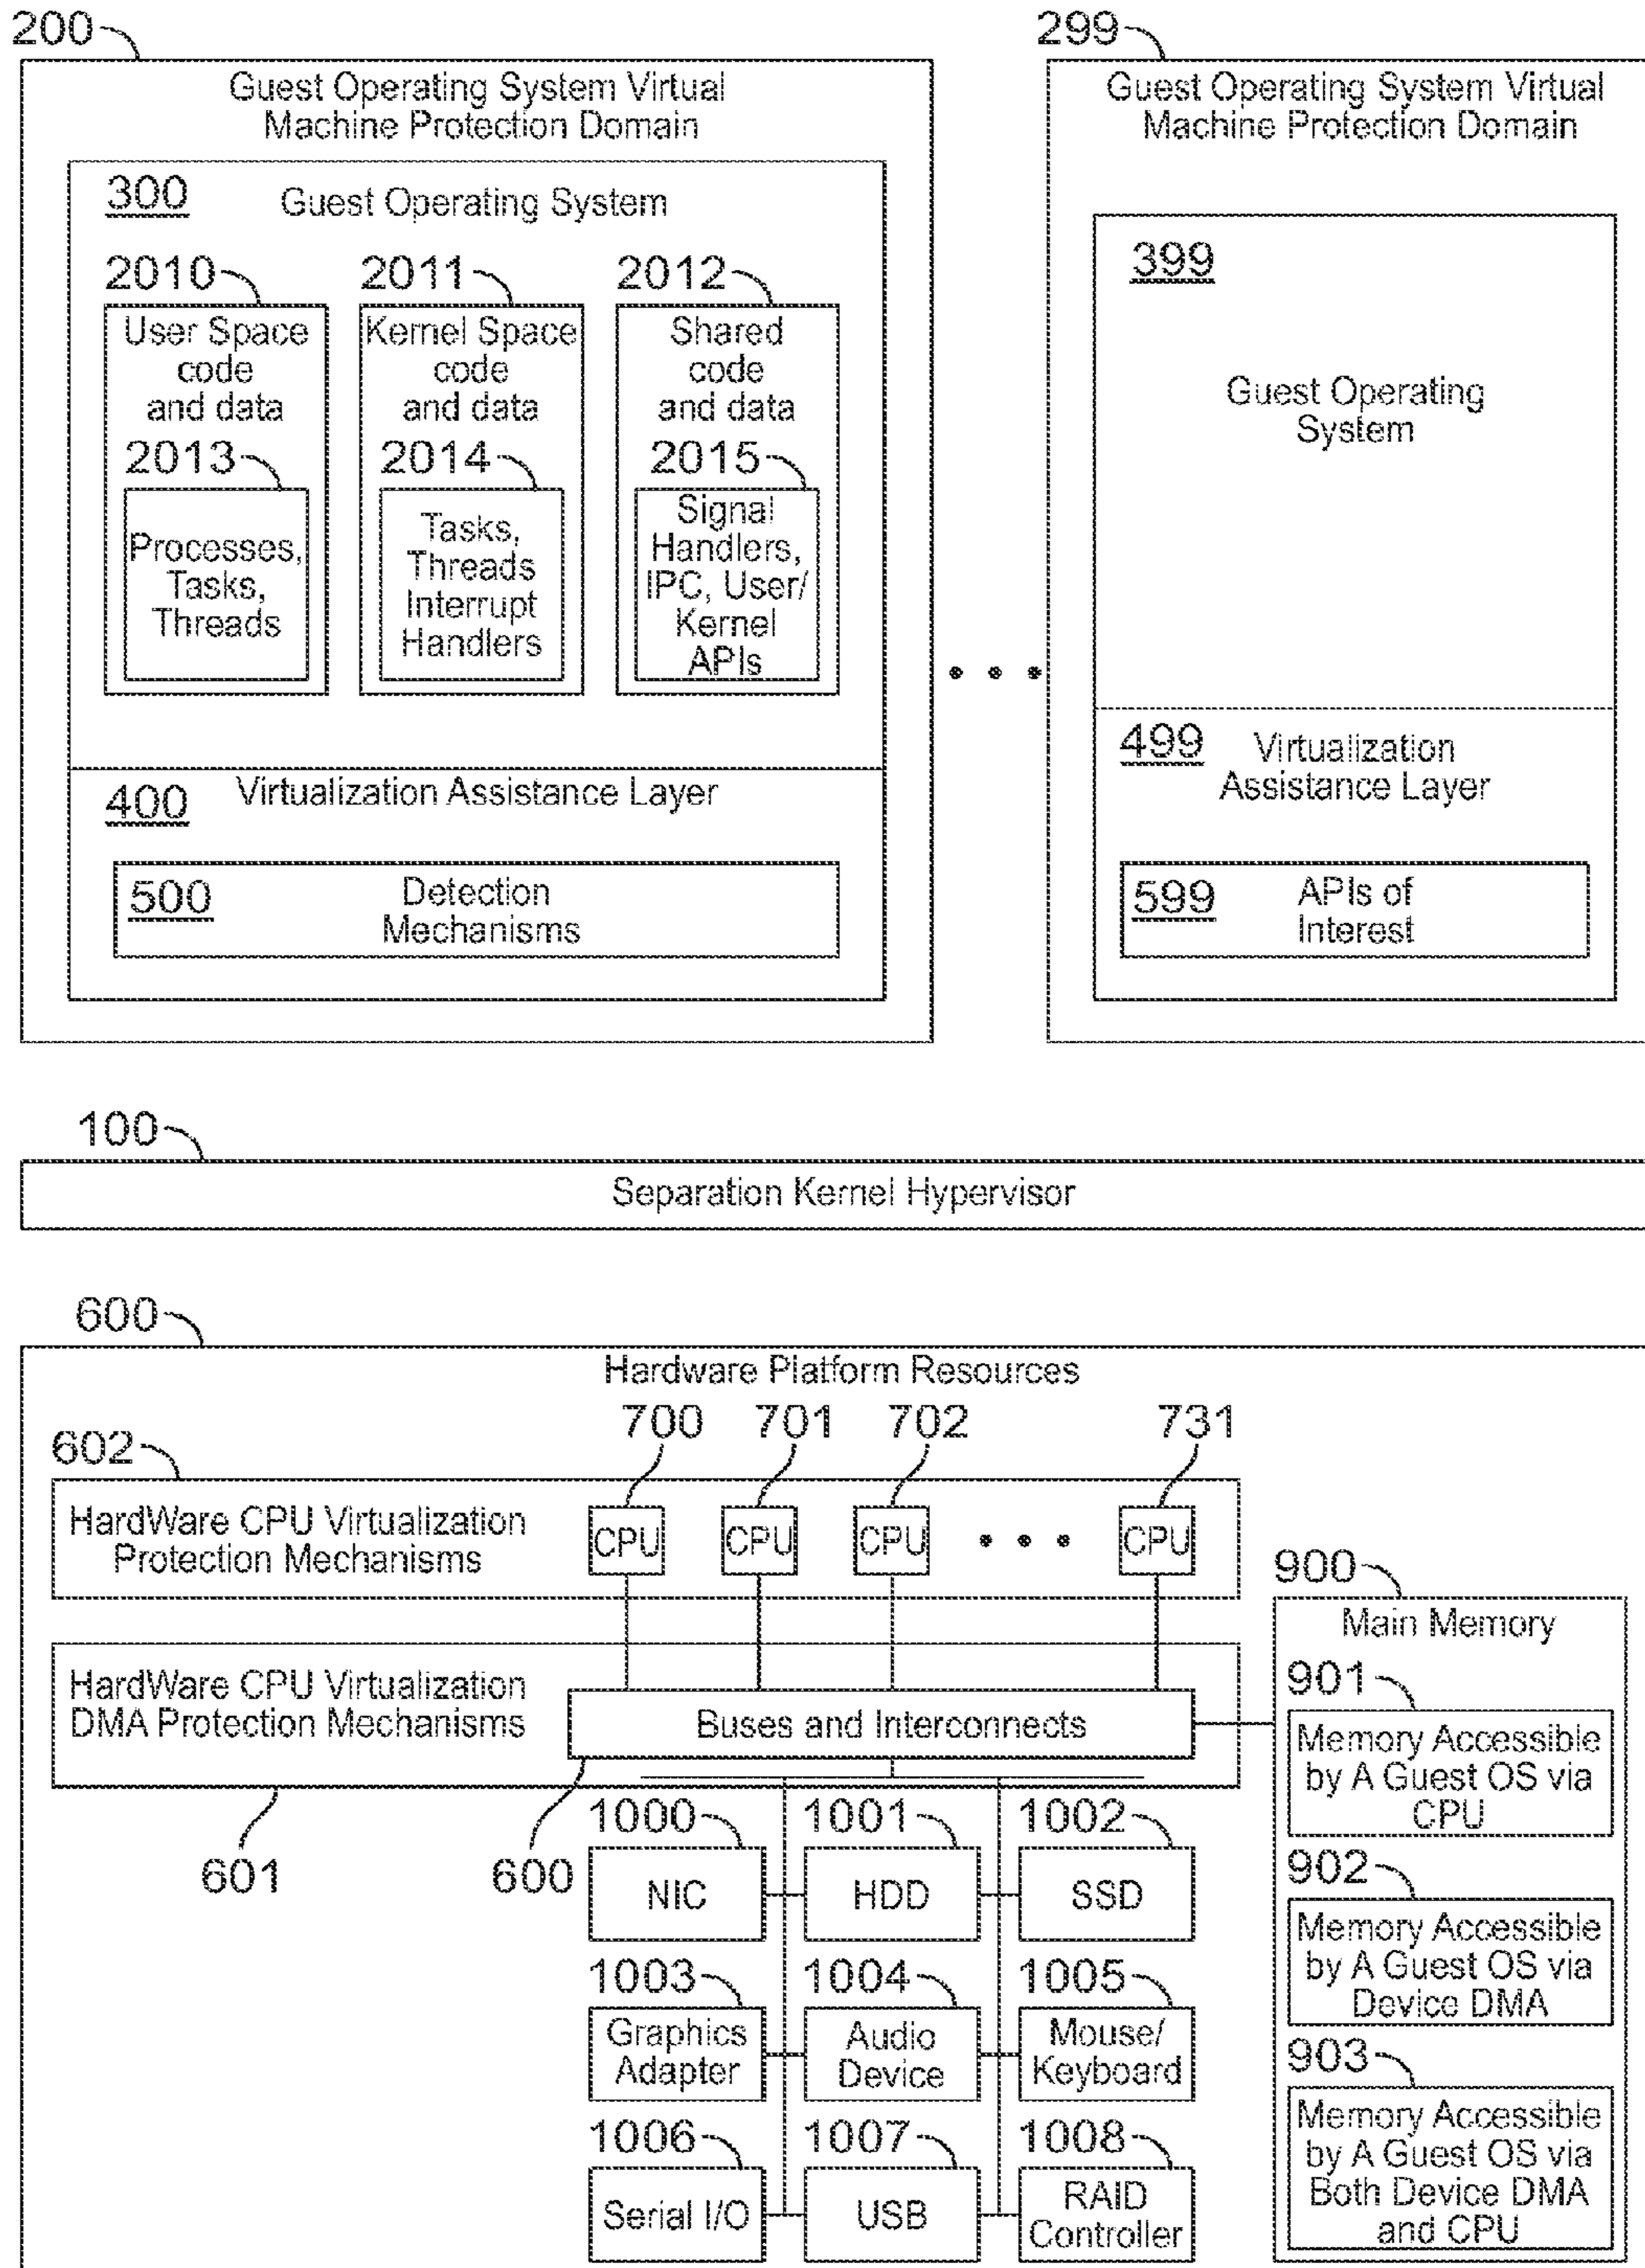 200
Guest Operating System Virtual
Machine Protection Domain
300
Guest Operating System
2010
User Space
code
and data
2013
Processes,
Tasks,
Threads
2011
Kernel Space
code
and data
2014
Tasks,
Threads
Interrupt
Handlers
2012
Shared
code
and data
2015
Signal
Handlers,
IPC, User/
Kernel
APIs
400
Virtualization Assistance Layer
500
Detection
Mechanisms
299
Guest Operating System Virtual
Machine Protection Domain
399
Guest Operating
System
499
Virtualization
Assistance Layer
599
APIs of
Interest
100
Separation Kernel Hypervisor
600
Hardware Platform Resources
602
HardWare CPU Virtualization
Protection Mechanisms
700
CPU
701
CPU
702
CPU
731
CPU
HardWare CPU Virtualization
DMA Protection Mechanisms
Buses and Interconnects
601
600
1000
NIC
1001
HDD
1002
SSD
1003
Graphics
Adapter
1004
Audio
Device
1005
Mouse/
Keyboard
1006
Serial I/O
1007
USB
1008
RAID
Controller
900
Main Memory
901
Memory Accessible
by A Guest OS via
CPU
902
Memory Accessible
by A Guest OS via
Device DMA
903
Memory Accessible
by A Guest OS via
Both Device DMA
and CPU